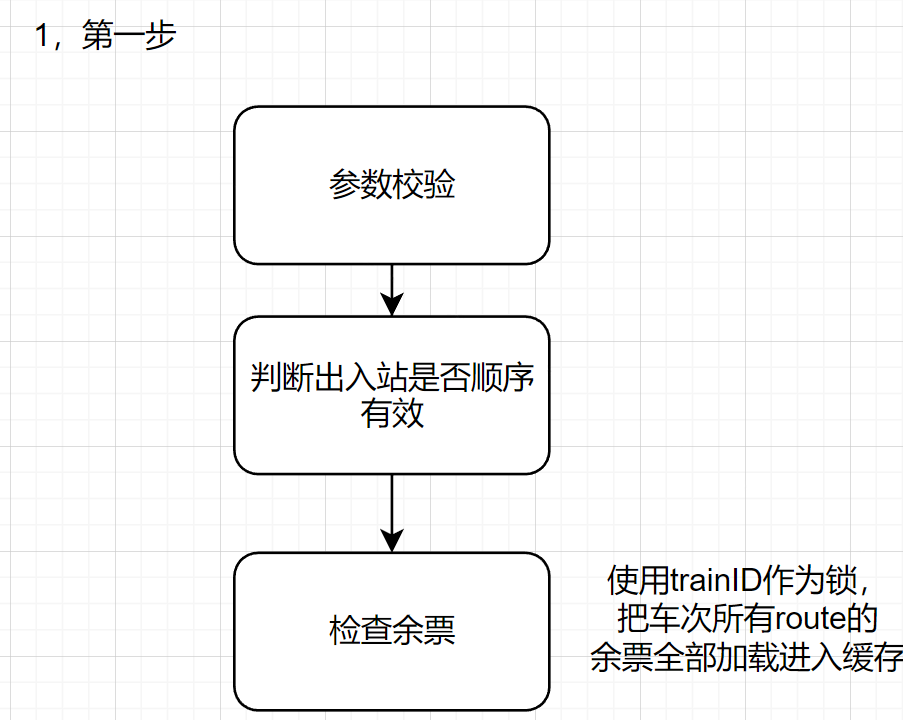 1，第一步
参数校验
判断出入站是否顺序
有效
检查余票
使用trainID作为锁，
把车次所有route的
余票全部加载进入缓存